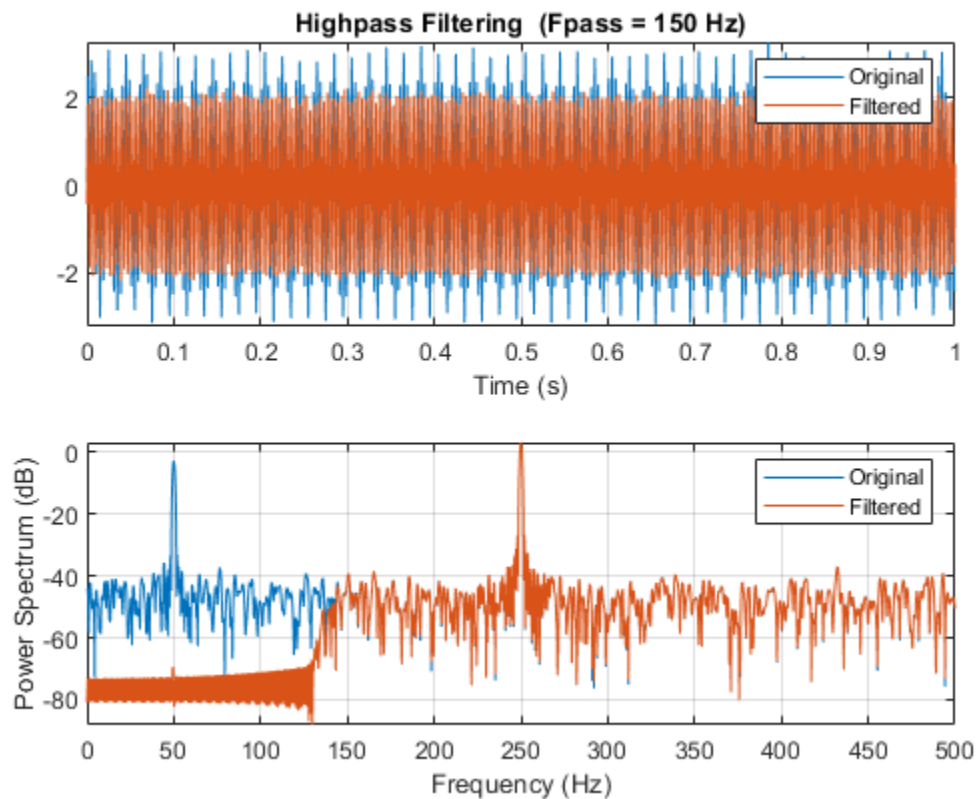 Highpass Filtering (Fpass = 150 Hz)
Original
Filtered
2
0
-2
0 0.1 0.2 0.3 0.4 0.5 0.6 0.7 0.8 0.9 1
Time (s)
Power Spectrum (dB)
Original
Filtered
0
-20
-40
-60
-80
0 50 100 150 200 250 300 350 400 450 500
Frequency (Hz)